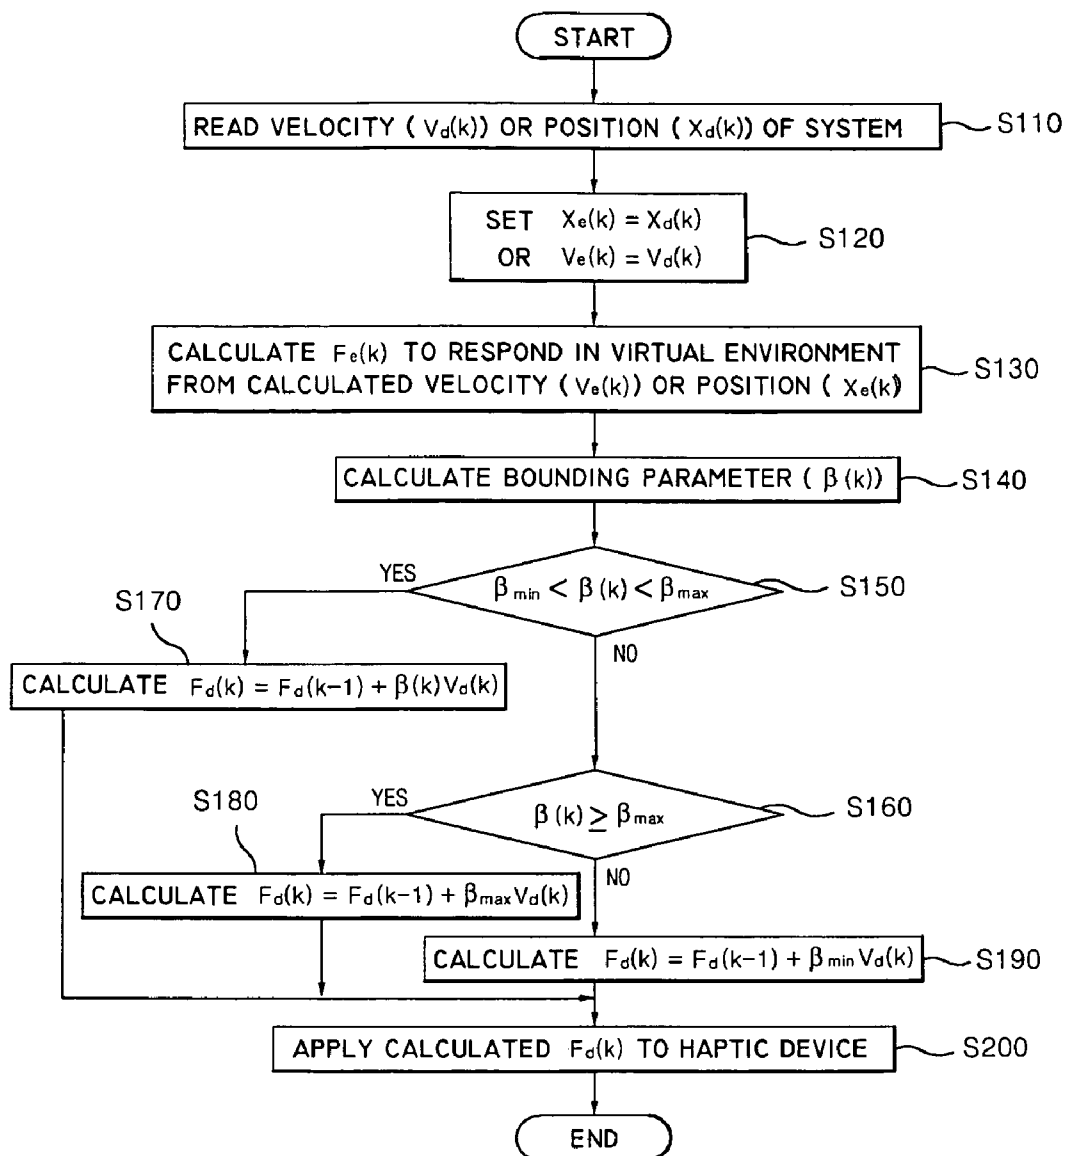 START
READ VELOCITY ( Vd(k)) OR POSITION ( Xd(k)) OF SYSTEM
S110
SET Xe(k) = Xd(k)
OR Ve(k) = Vd(k)
S120
CALCULATE Fe(k) TO RESPOND IN VIRTUAL ENVIRONMENT
FROM CALCULATED VELOCITY ( Ve(k)) OR POSITION ( Xe(k)
S130
CALCULATE BOUNDING PARAMETER ( β(k))
S140
YES
βmin < β(k) < βmax
S150
S170
NO
CALCULATE Fd(k) = Fd(k-1) + β(k)Vd(k)
S180
YES
β(k) ≥ βmax
S160
NO
CALCULATE Fd(k) = Fd(k-1) + βmaxVd(k)
CALCULATE Fd(k) = Fd(k-1) + βminVd(k)
S190
APPLY CALCULATED Fd(k) TO HAPTIC DEVICE
S200
END